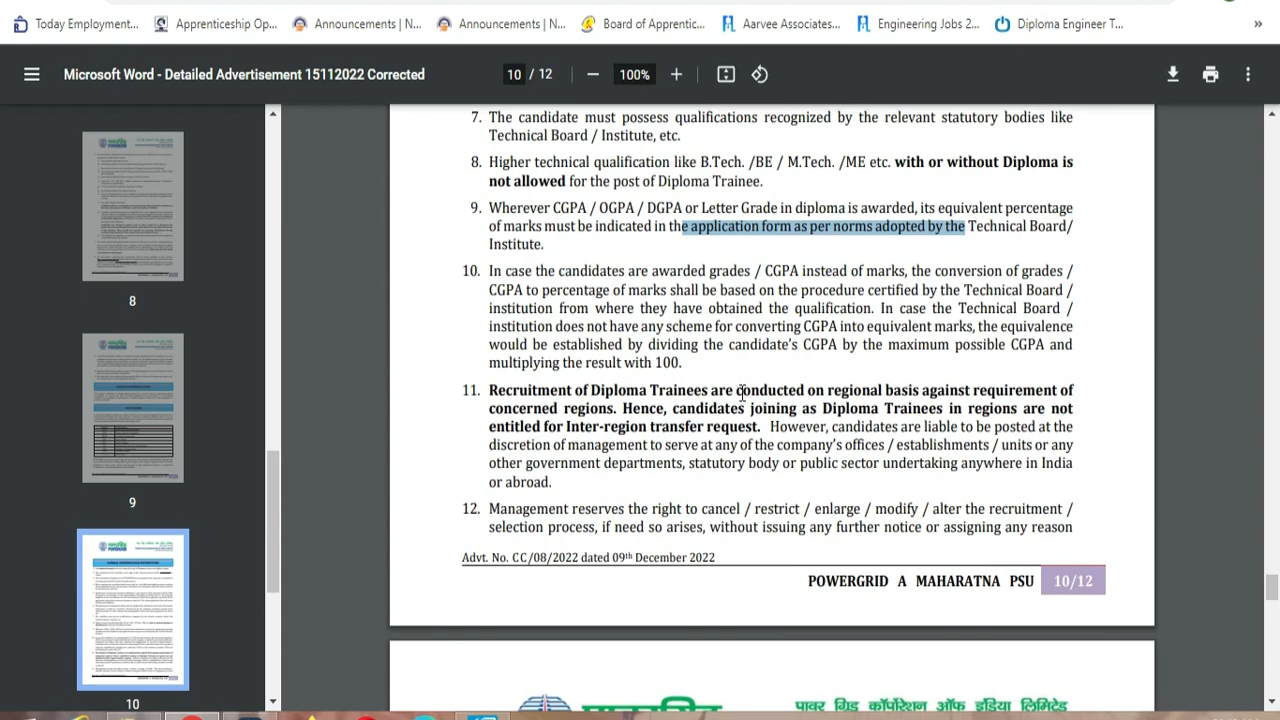 Today Employment...
Apprenticeship Op...
Announcements | N...
Announcements | N...
Board of Apprentic...
Aarvee Associates...
Engineering Jobs 2...
Diploma Engineer T...
»
Microsoft Word - Detailed Advertisement 15112022 Corrected
10 / 12
100%
7. The candidate must possess qualifications recognized by the relevant statutory bodies like
Technical Board / Institute, etc.
8. Higher technical qualification like B.Tech. /BE / M.Tech. /ME etc. with or without Diploma is
not allowed for the post of Diploma Trainee.
9. Wherever CGPA / OGPA / DGPA or Letter Grade in diploma is awarded, its equivalent percentage
of marks must be indicated in the application form as per norms adopted by the Technical Board/
Institute.
10. In case the candidates are awarded grades / CGPA instead of marks, the conversion of grades /
CGPA to percentage of marks shall be based on the procedure certified by the Technical Board /
institution from where they have obtained the qualification. In case the Technical Board /
institution does not have any scheme for converting CGPA into equivalent marks, the equivalence
would be established by dividing the candidate's CGPA by the maximum possible CGPA and
multiplying the result with 100.
11. Recruitment of Diploma Trainees are conducted on regional basis against requirement of
concerned regions. Hence, candidates joining as Diploma Trainees in regions are not
entitled for Inter-region transfer request. However, candidates are liable to be posted at the
discretion of management to serve at any of the company's offices / establishments / units or any
other government departments, statutory body or public sector undertaking anywhere in India
or abroad.
12. Management reserves the right to cancel / restrict / enlarge / modify / alter the recruitment /
selection process, if need so arises, without issuing any further notice or assigning any reason
Advt. No. CC/08/2022 dated 09th December 2022
POWERGRID A MAHARATNA PSU 10/12
पावर ग्रिड कॉर्पोरेशन ऑफ इंडिया लिमिटेड
8
9
10